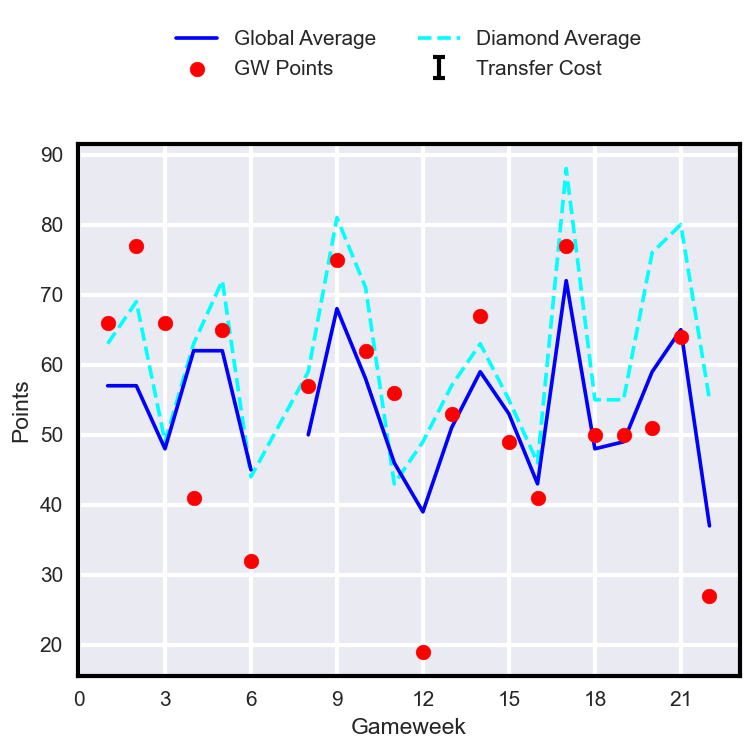 Global Average
Diamond Average
GW Points
Transfer Cost
90
80
70
60
50
40
30
20
Points
0 3 6 9 12 15 18 21
Gameweek